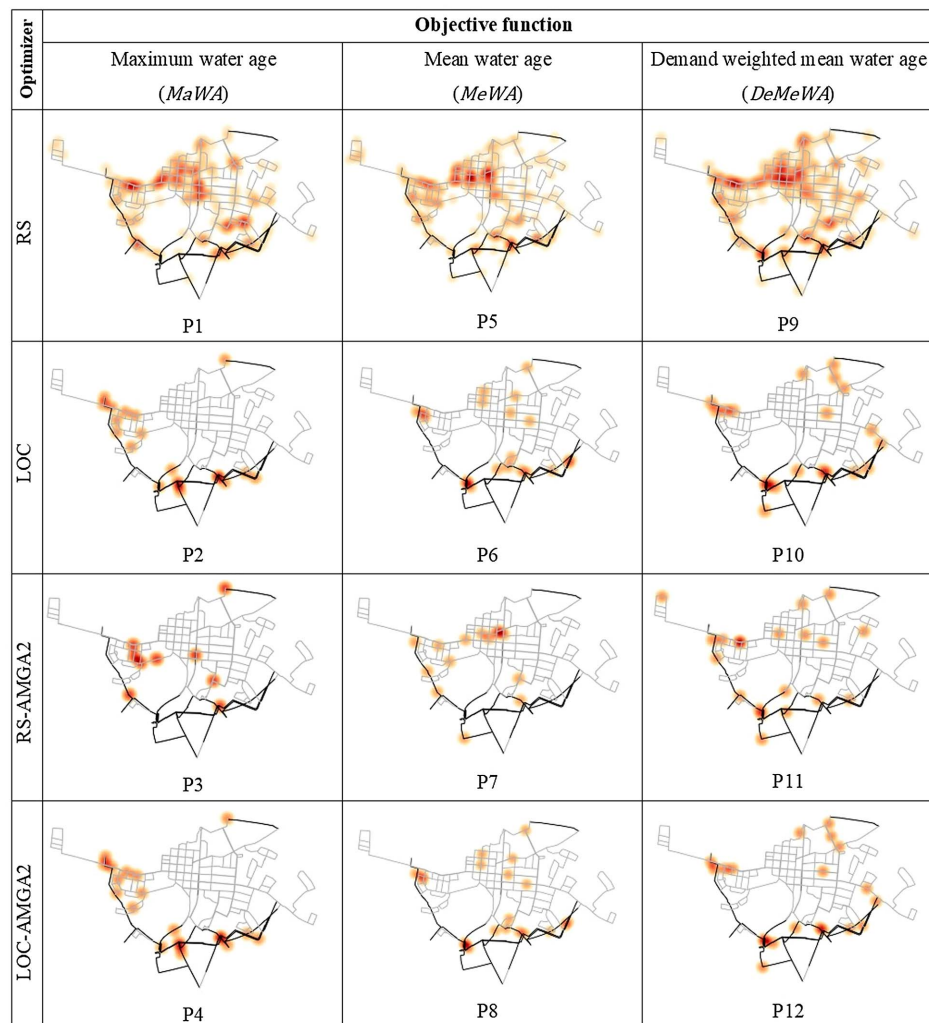 Optimizer
Objective function
Maximum water age
(MaWA)
Mean water age
(MeWA)
Demand weighted mean water age
(DeMeWA)
RS
P1
P5
P9
LOC
P2
P6
P10
RS-AMGA2
P3
P7
P11
LOC-AMGA2
P4
P8
P12